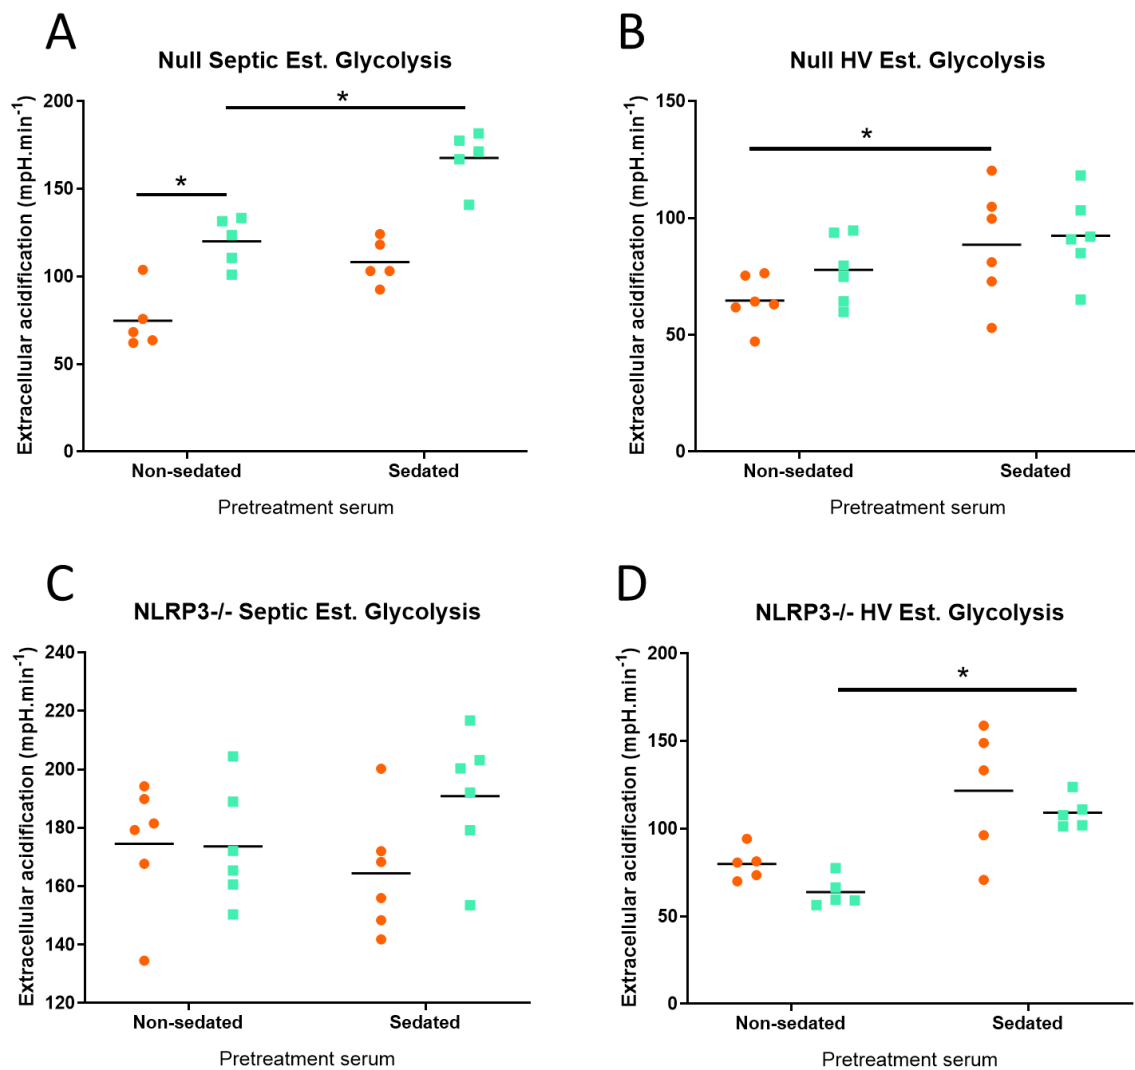 A
Null Septic Est. Glycolysis
Extracellular acidification (mpH.min⁻¹)
200
150
100
50
0
*
*
Non-sedated
Sedated
Pretreatment serum
B
Null HV Est. Glycolysis
Extracellular acidification (mpH.min⁻¹)
150
100
50
0
*
Non-sedated
Sedated
Pretreatment serum
C
NLRP3-/- Septic Est. Glycolysis
Extracellular acidification (mpH.min⁻¹)
240
220
200
180
160
140
120
Non-sedated
Sedated
Pretreatment serum
D
NLRP3-/- HV Est. Glycolysis
Extracellular acidification (mpH.min⁻¹)
200
150
100
50
0
*
Non-sedated
Sedated
Pretreatment serum